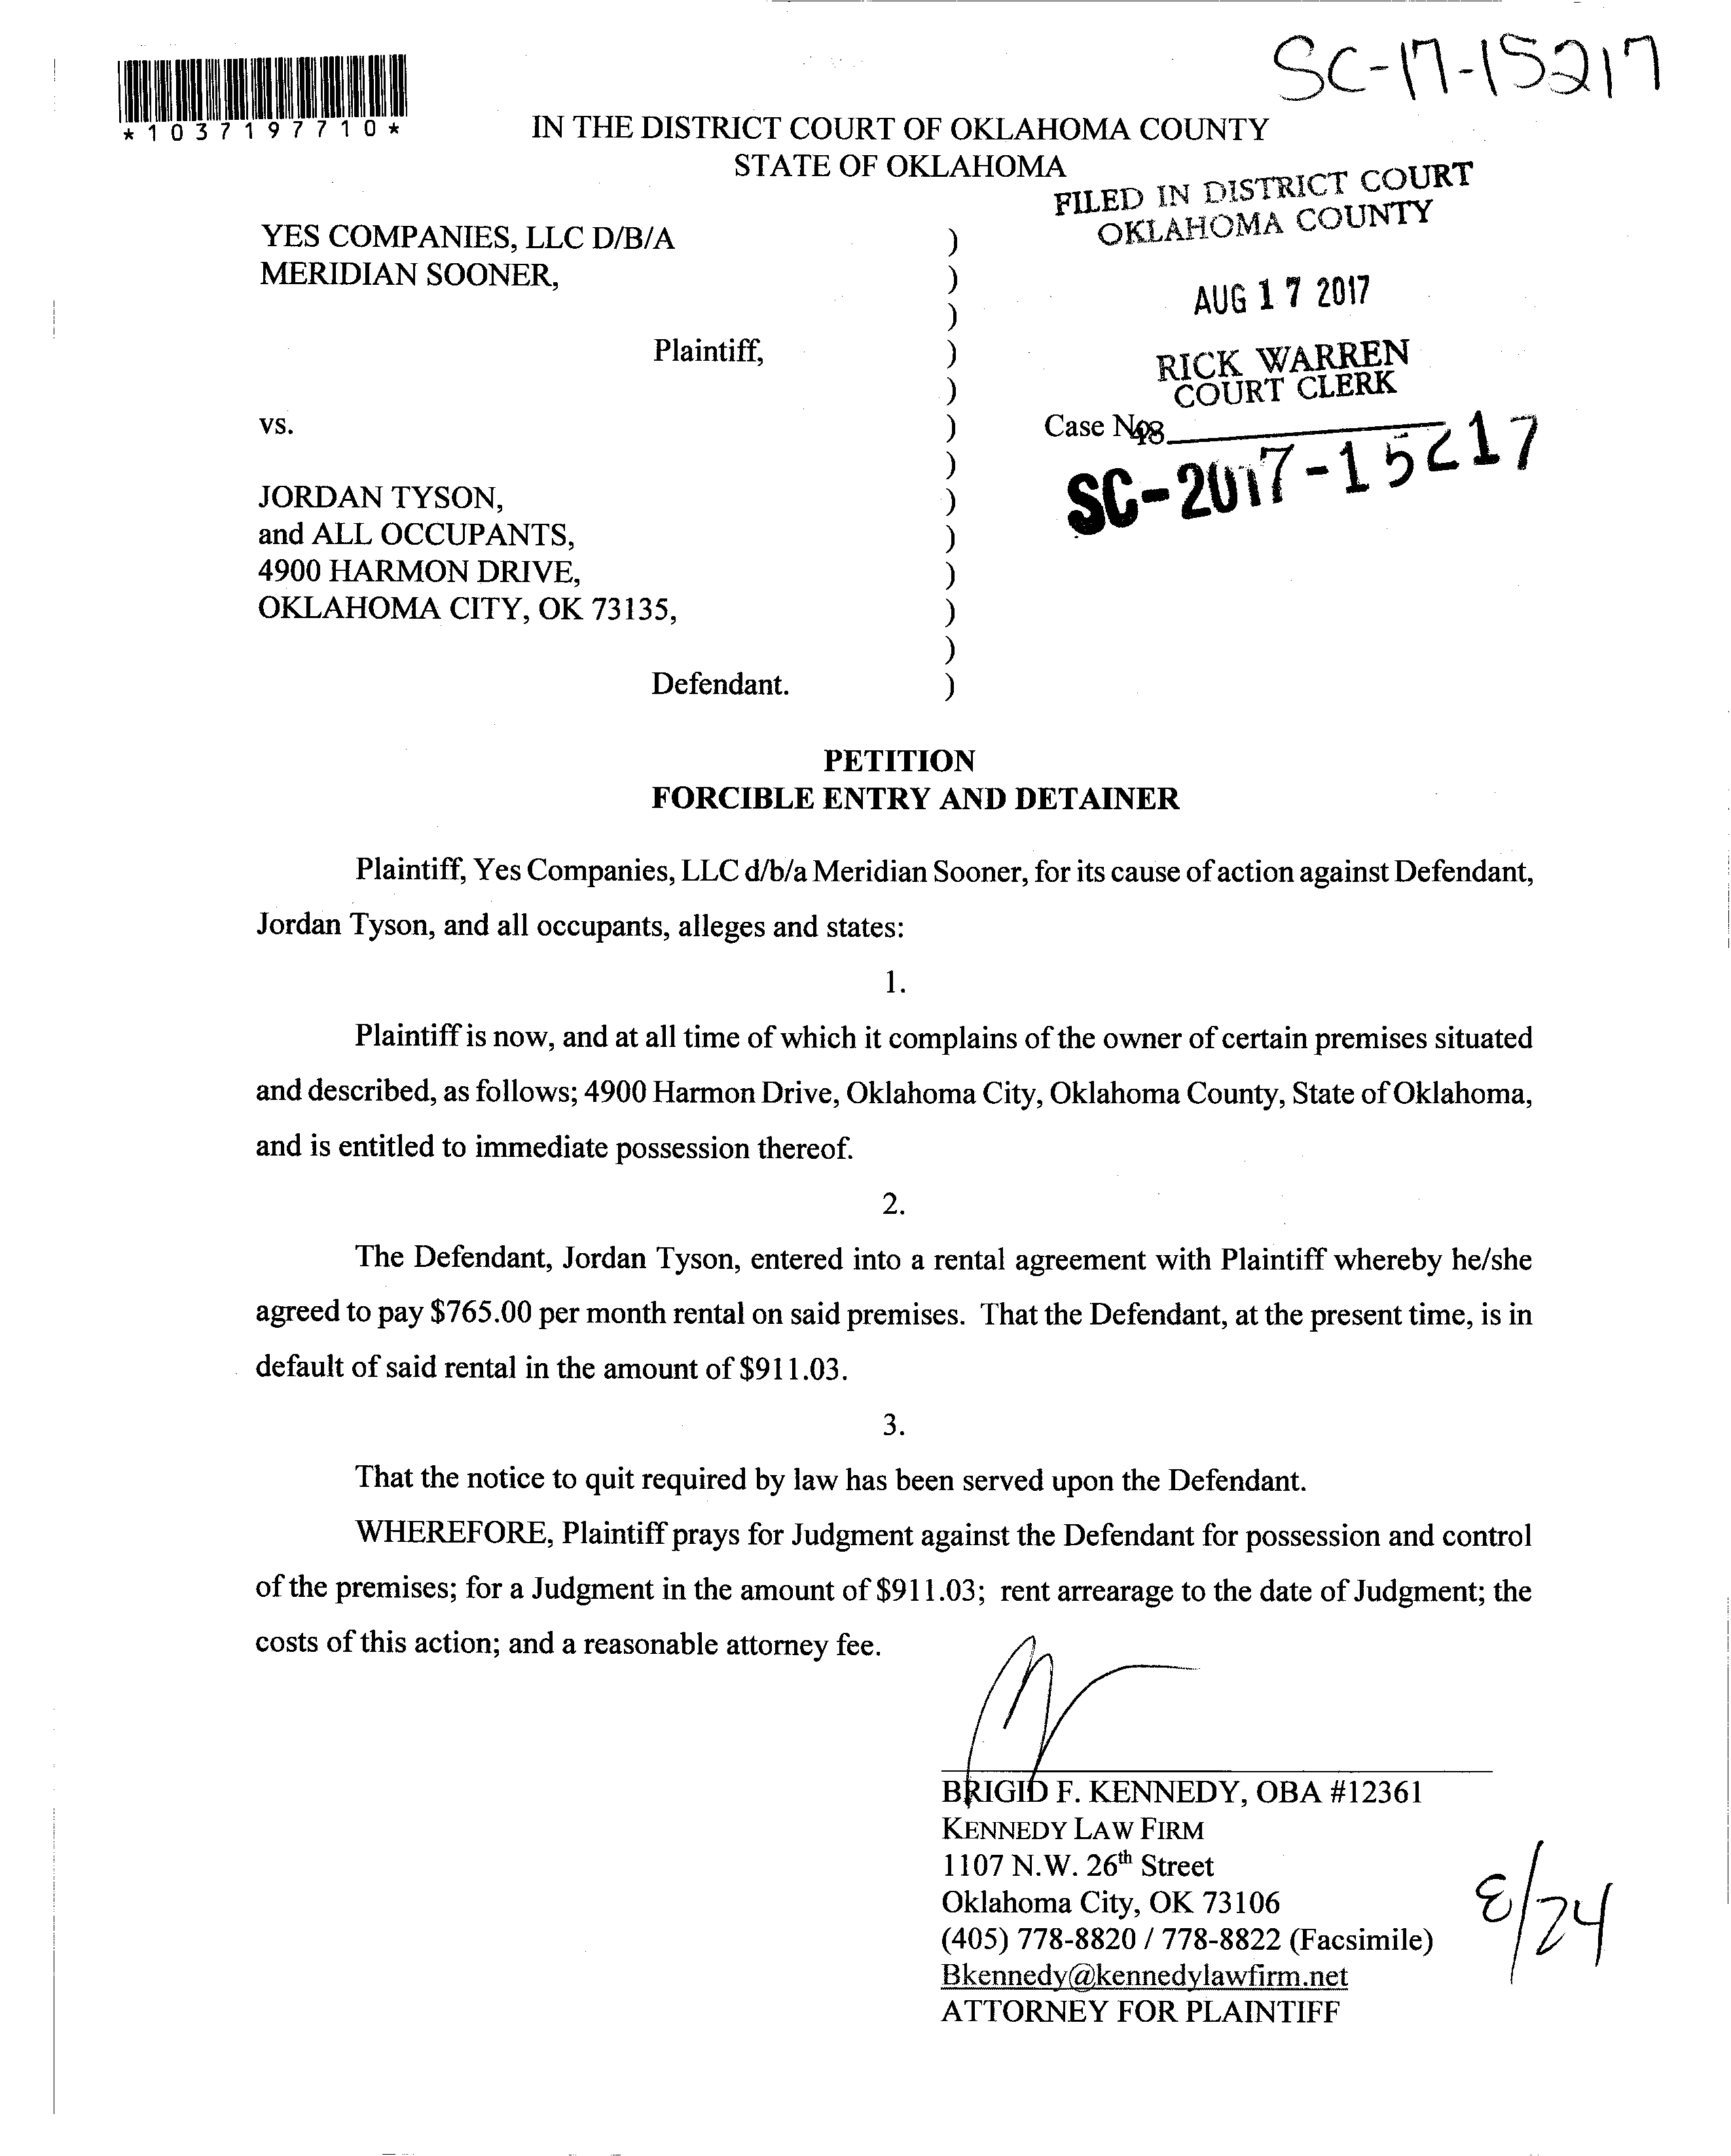 SC-17-15217
*1037197710*
IN THE DISTRICT COURT OF OKLAHOMA COUNTY
STATE OF OKLAHOMA
FILED IN DISTRICT COURT
OKLAHOMA COUNTY
AUG 17 2017
RICK WARREN
COURT CLERK
48
YES COMPANIES, LLC D/B/A )
MERIDIAN SOONER, )
)
Plaintiff, )
)
vs. ) Case No.
)
SC-2017-15217
JORDAN TYSON, )
and ALL OCCUPANTS, )
4900 HARMON DRIVE, )
OKLAHOMA CITY, OK 73135, )
)
Defendant. )
PETITION
FORCIBLE ENTRY AND DETAINER
Plaintiff, Yes Companies, LLC d/b/a Meridian Sooner, for its cause of action against Defendant,
Jordan Tyson, and all occupants, alleges and states:
1.
Plaintiff is now, and at all time of which it complains of the owner of certain premises situated
and described, as follows; 4900 Harmon Drive, Oklahoma City, Oklahoma County, State of Oklahoma,
and is entitled to immediate possession thereof.
2.
The Defendant, Jordan Tyson, entered into a rental agreement with Plaintiff whereby he/she
agreed to pay $765.00 per month rental on said premises. That the Defendant, at the present time, is in
default of said rental in the amount of $911.03.
3.
That the notice to quit required by law has been served upon the Defendant.
WHEREFORE, Plaintiff prays for Judgment against the Defendant for possession and control
of the premises; for a Judgment in the amount of $911.03; rent arrearage to the date of Judgment; the
costs of this action; and a reasonable attorney fee.
BRIGID F. KENNEDY, OBA #12361
KENNEDY LAW FIRM
1107 N.W. 26th Street
Oklahoma City, OK 73106
(405) 778-8820 / 778-8822 (Facsimile)
Bkennedy@kennedylawfirm.net
ATTORNEY FOR PLAINTIFF
8/24